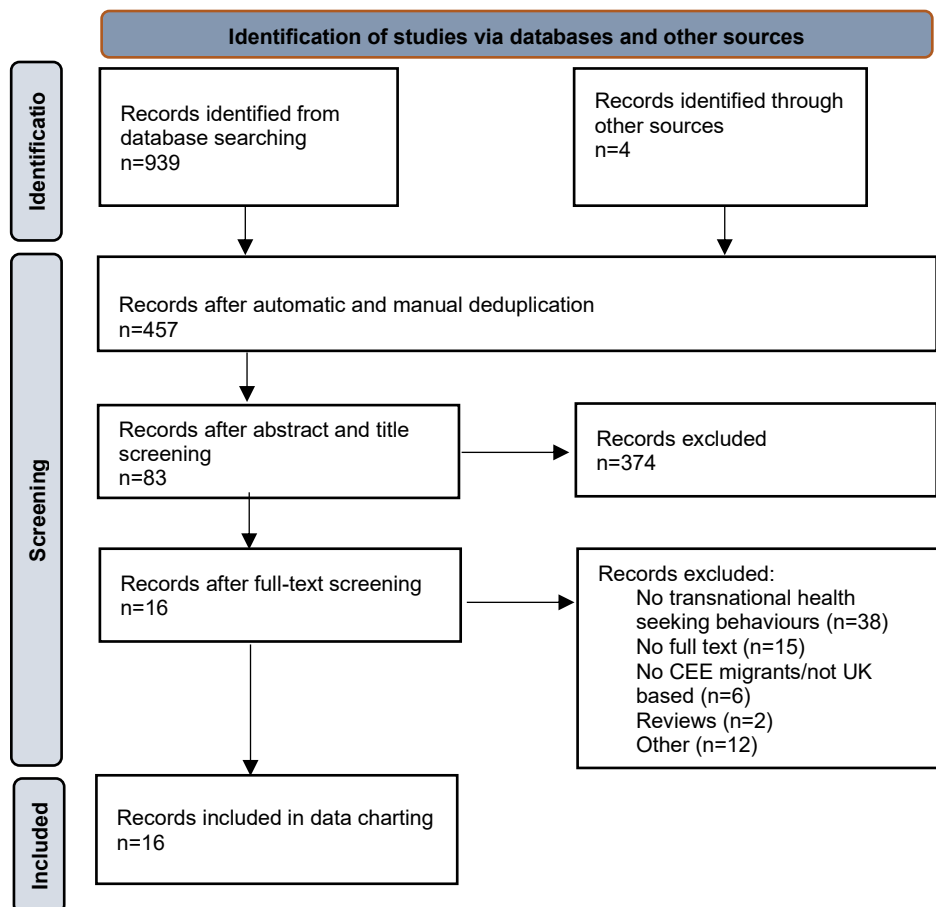 Identification of studies via databases and other sources
Identificatio
Records identified from
database searching
n=939
Records identified through
other sources
n=4
Screening
Records after automatic and manual deduplication
n=457
Records after abstract and title
screening
n=83
Records excluded
n=374
Records after full-text screening
n=16
Records excluded:
No transnational health
seeking behaviours (n=38)
No full text (n=15)
No CEE migrants/not UK
based (n=6)
Reviews (n=2)
Other (n=12)
Included
Records included in data charting
n=16